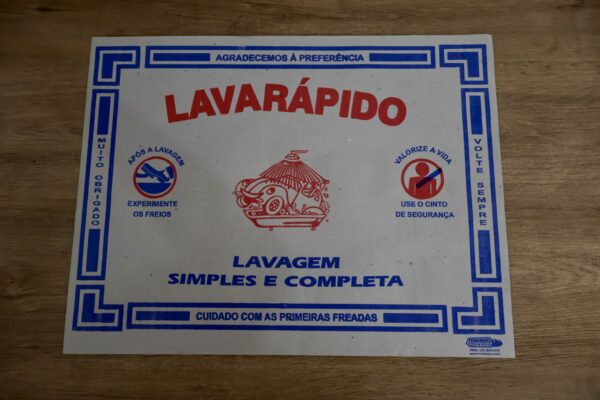 AGRADECEMOS À PREFERÊNCIA
LAVARÁPIDO
MUITO OBRIGADO
APÓS A LAVAGEM
EXPERIMENTE
OS FREIOS
VALORIZE A VIDA
USE O CINTO
DE SEGURANÇA
VOLTE SEMPRE
LAVAGEM
SIMPLES E COMPLETA
CUIDADO COM AS PRIMEIRAS FREADAS